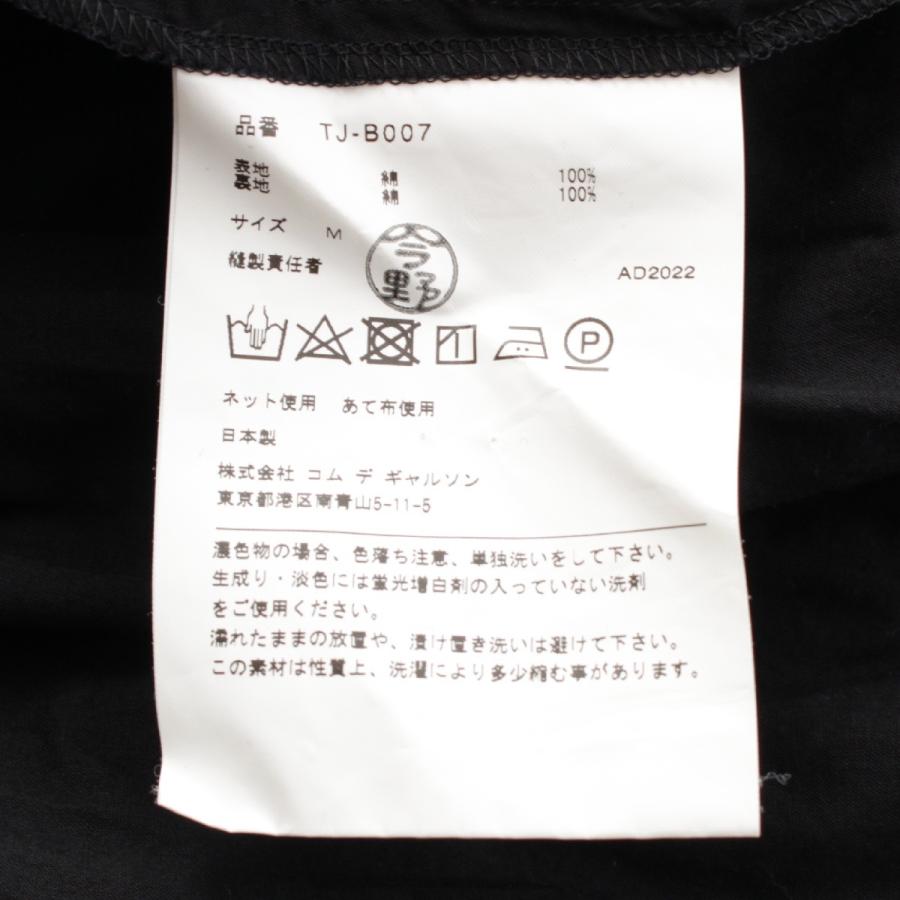 品番 TJ-B007
綿 100%
綿 100%
サイズ M
縫製責任者 今野 AD2022
P
ネット使用 あて布使用
日本製
株式会社 コム デ ギャルソン
東京都港区南青山5-11-5
濃色物の場合、色落ち注意、単独洗いをして下さい。
生成り・淡色には蛍光増白剤の入っていない洗剤
をご使用ください。
濡れたままの放置や、漬け置き洗いは避けて下さい。
この素材は性質上、洗濯により多少縮む事があります。